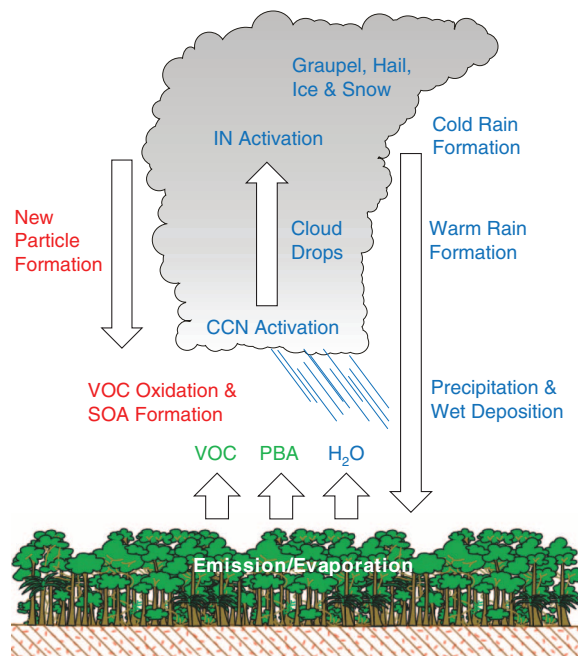 Graupel, Hail,
Ice & Snow
IN Activation
Cold Rain
Formation
New
Particle
Formation
Cloud
Drops
Warm Rain
Formation
CCN Activation
VOC Oxidation &
SOA Formation
Precipitation &
Wet Deposition
VOC
PBA
H₂O
Emission/Evaporation